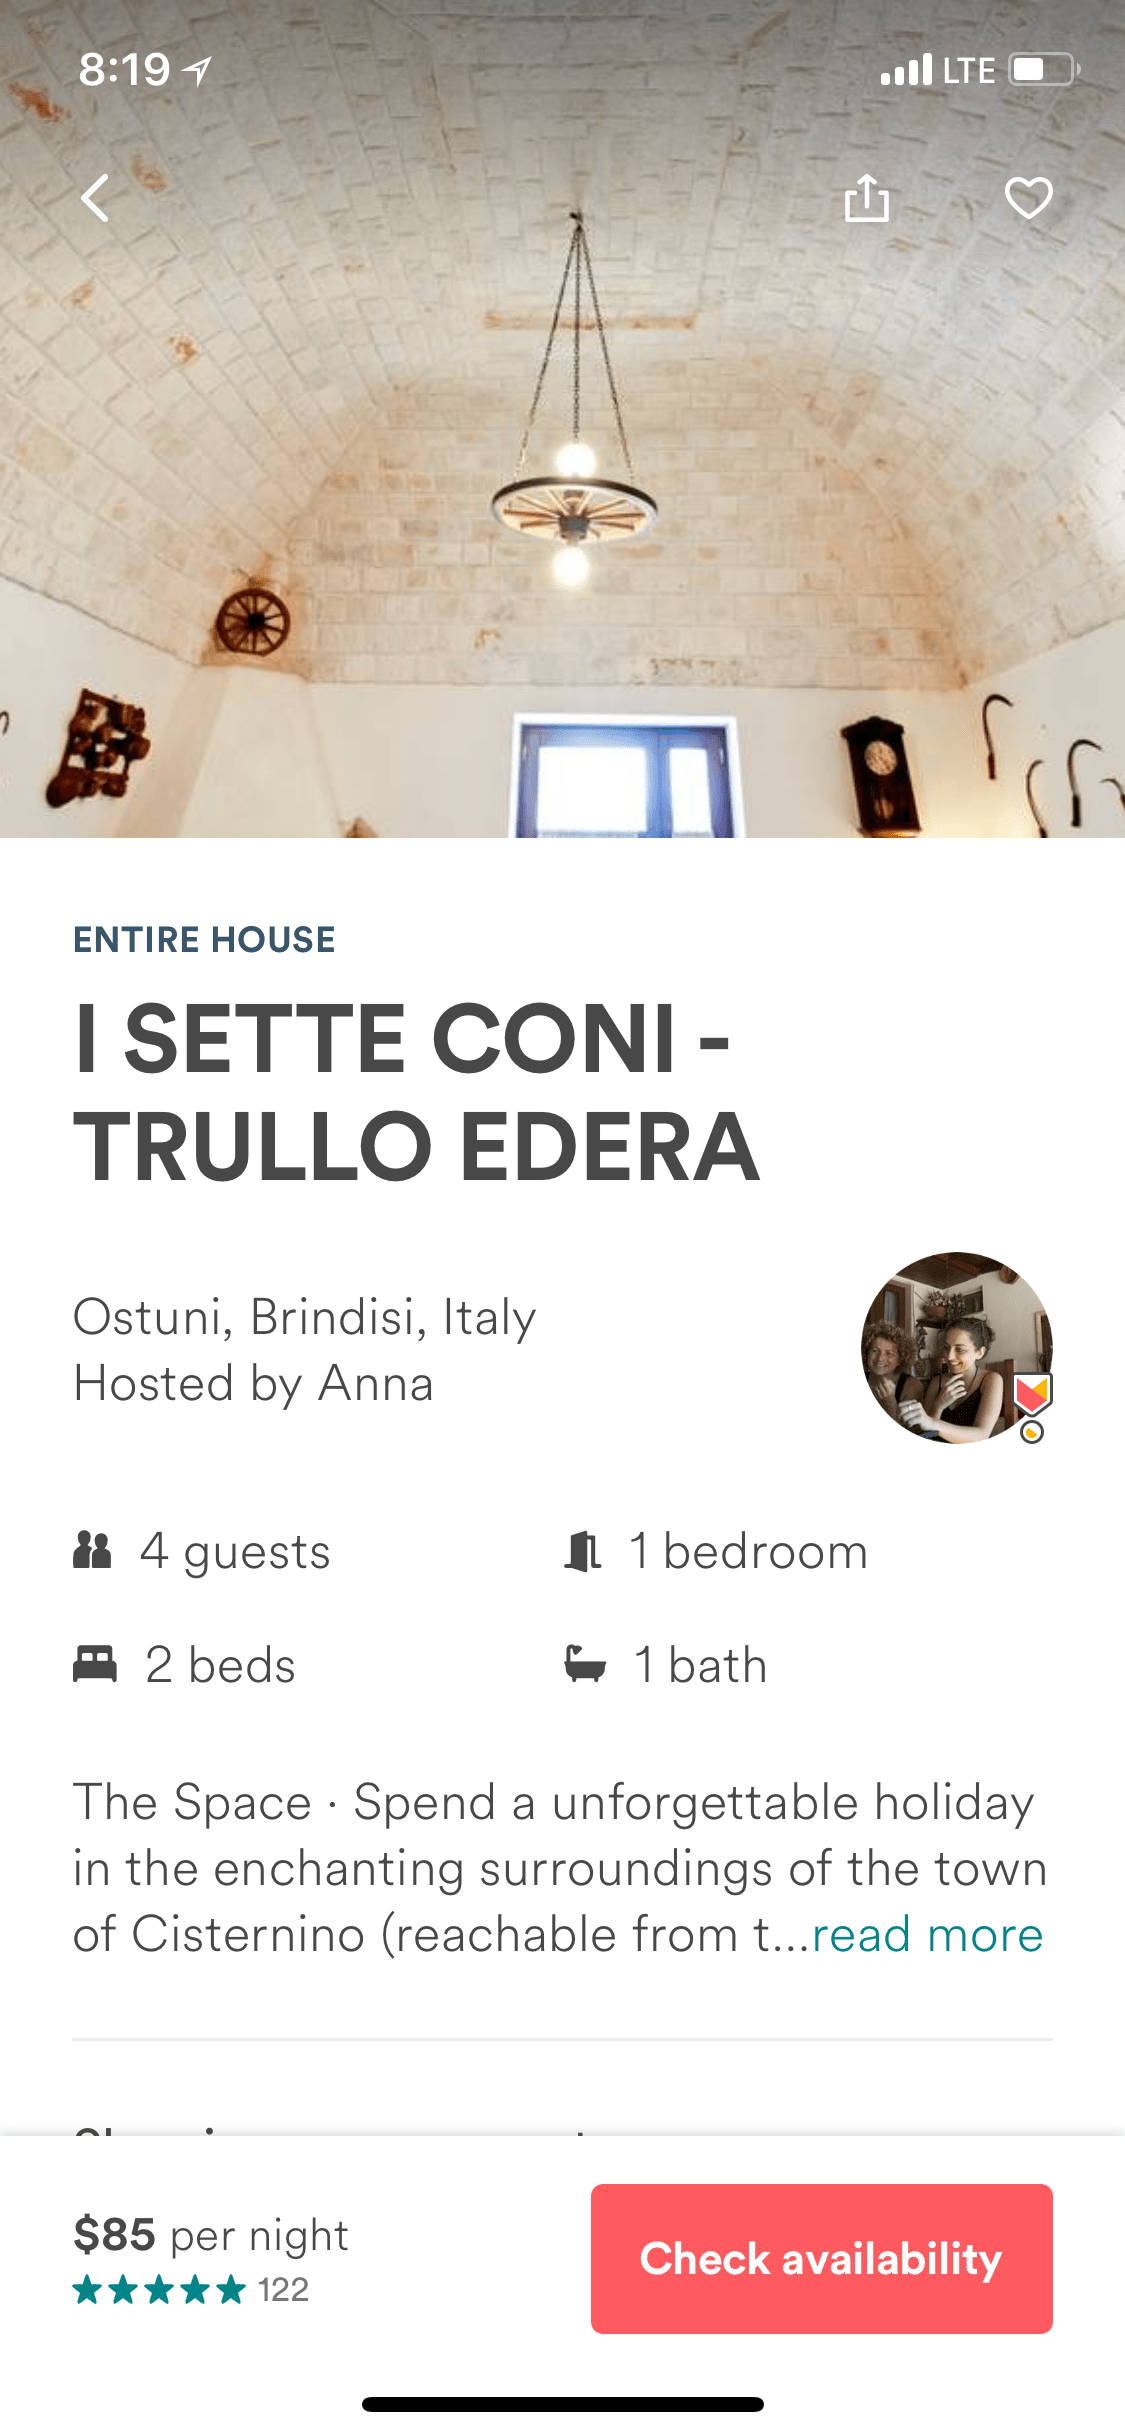 8:19
LTE
ENTIRE HOUSE
I SETTE CONI -
TRULLO EDERA
Ostuni, Brindisi, Italy
Hosted by Anna
4 guests
1 bedroom
2 beds
1 bath
The Space · Spend a unforgettable holiday
in the enchanting surroundings of the town
of Cisternino (reachable from t...read more
$85 per night
122
Check availability